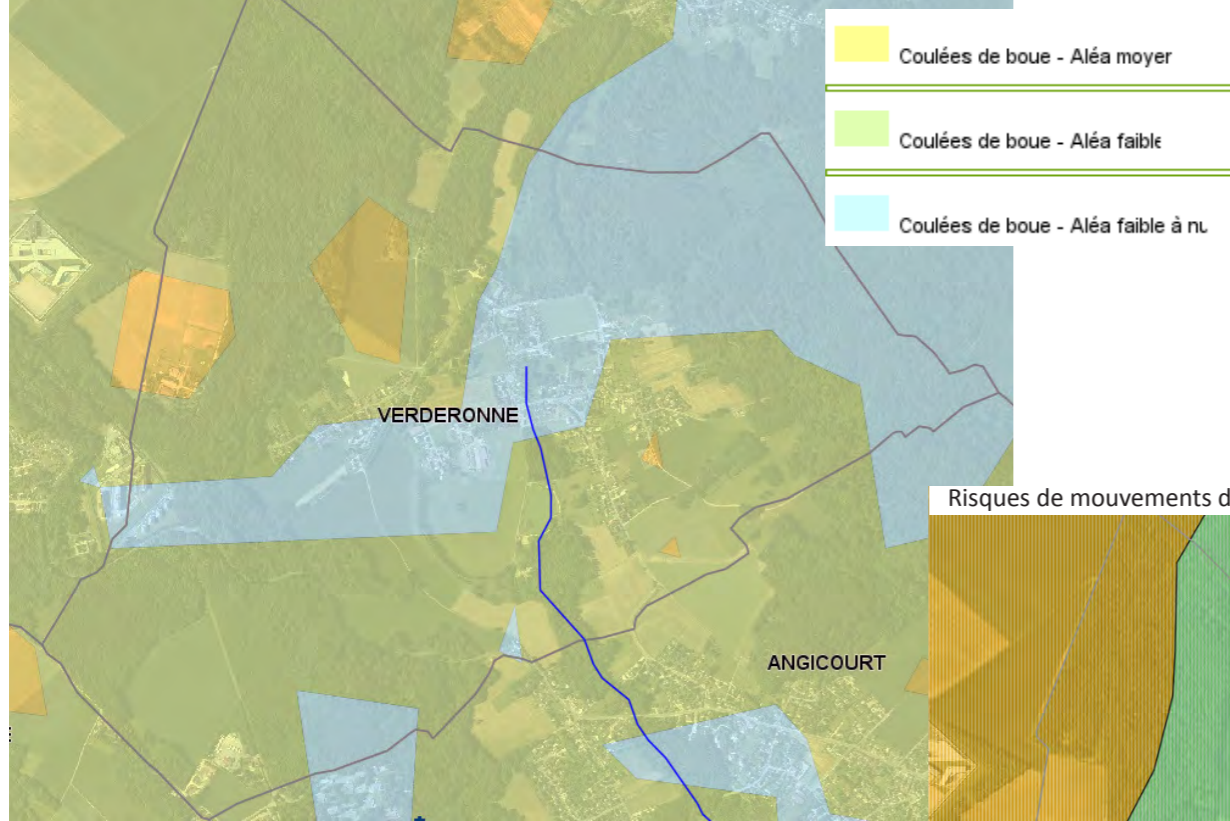 Coulées de boue - Aléa moyer
Coulées de boue - Aléa faible
Coulées de boue - Aléa faible à nu
VERDERONNE
Risques de mouvements d
ANGICOURT